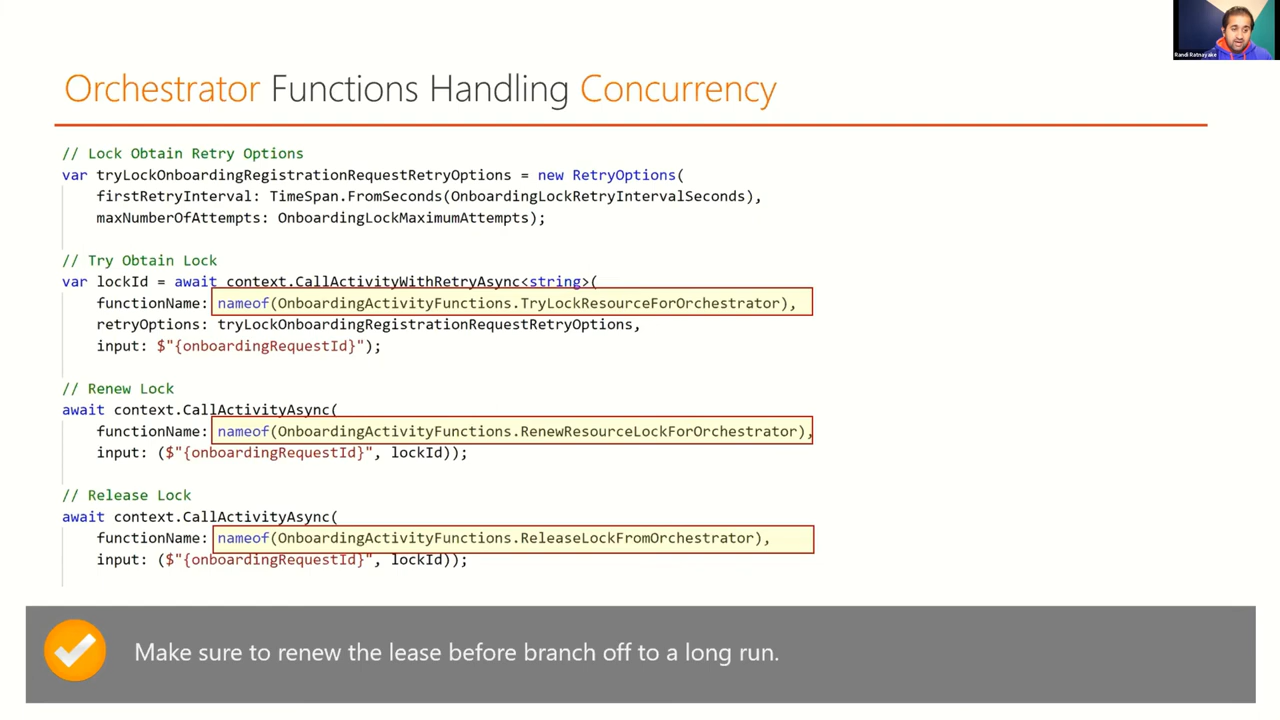 Randi Ratnayake
Orchestrator Functions Handling Concurrency
// Lock Obtain Retry Options
var tryLockOnboardingRegistrationRequestRetryOptions = new RetryOptions(
firstRetryInterval: TimeSpan.FromSeconds(OnboardingLockRetryIntervalSeconds),
maxNumberOfAttempts: OnboardingLockMaximumAttempts);
// Try Obtain Lock
var lockId = await context.CallActivityWithRetryAsync<string>(
functionName: nameof(OnboardingActivityFunctions.TryLockResourceForOrchestrator),
retryOptions: tryLockOnboardingRegistrationRequestRetryOptions,
input: $"{onboardingRequestId}");
// Renew Lock
await context.CallActivityAsync(
functionName: nameof(OnboardingActivityFunctions.RenewResourceLockForOrchestrator),
input: ($"{onboardingRequestId}", lockId));
// Release Lock
await context.CallActivityAsync(
functionName: nameof(OnboardingActivityFunctions.ReleaseLockFromOrchestrator),
input: ($"{onboardingRequestId}", lockId));
Make sure to renew the lease before branch off to a long run.